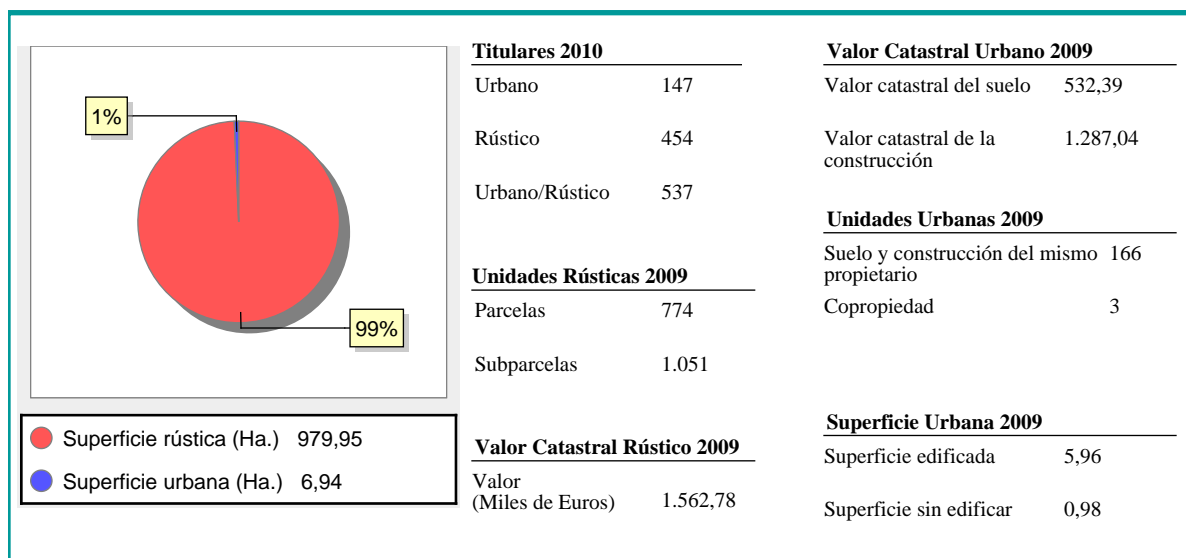 1%
99%
Superficie rústica (Ha.) 979,95
Superficie urbana (Ha.) 6,94
Titulares 2010
Urbano 147
Rústico 454
Urbano/Rústico 537
Unidades Rústicas 2009
Parcelas 774
Subparcelas 1.051
Valor Catastral Rústico 2009
Valor
(Miles de Euros) 1.562,78
Valor Catastral Urbano 2009
Valor catastral del suelo 532,39
Valor catastral de la 1.287,04
construcción
Unidades Urbanas 2009
Suelo y construcción del mismo 166
propietario
Copropiedad 3
Superficie Urbana 2009
Superficie edificada 5,96
Superficie sin edificar 0,98